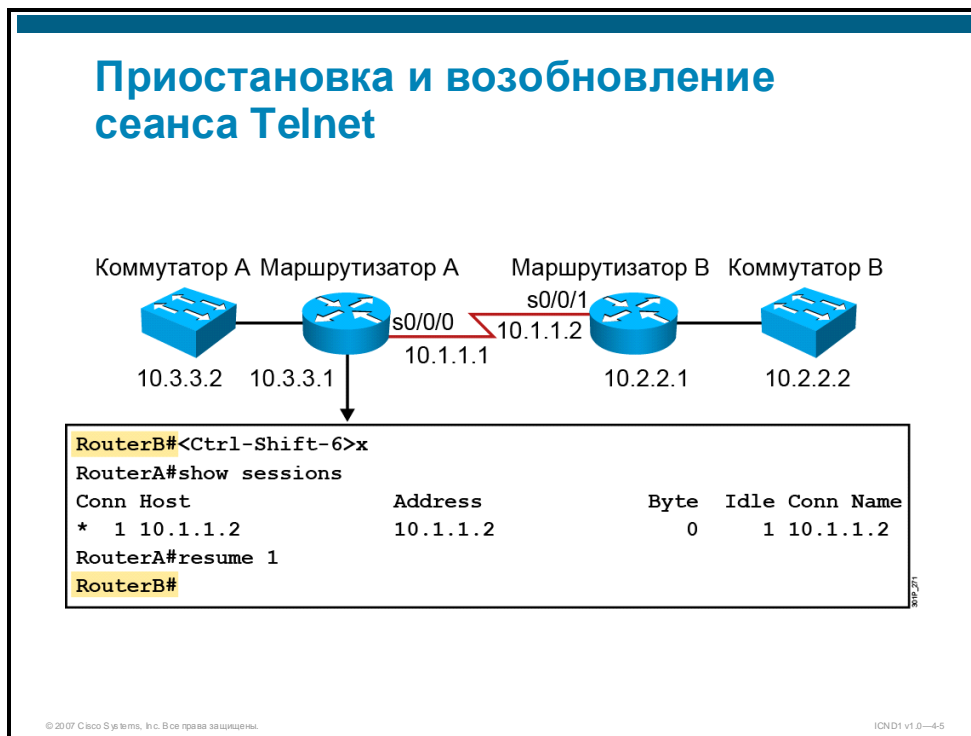 Приостановка и возобновление
сеанса Telnet
Коммутатор A Маршрутизатор A Маршрутизатор B Коммутатор B
s0/0/1
s0/0/0
10.1.1.2
10.1.1.1
10.3.3.2 10.3.3.1 10.2.2.1 10.2.2.2
RouterB#<Ctrl-Shift-6>x
RouterA#show sessions
Conn Host Address Byte Idle Conn Name
* 1 10.1.1.2 10.1.1.2 0 1 10.1.1.2
RouterA#resume 1
RouterB#
301P_271
© 2007 Cisco Systems, Inc. Все права защищены. ICND1 v1.0—4-5